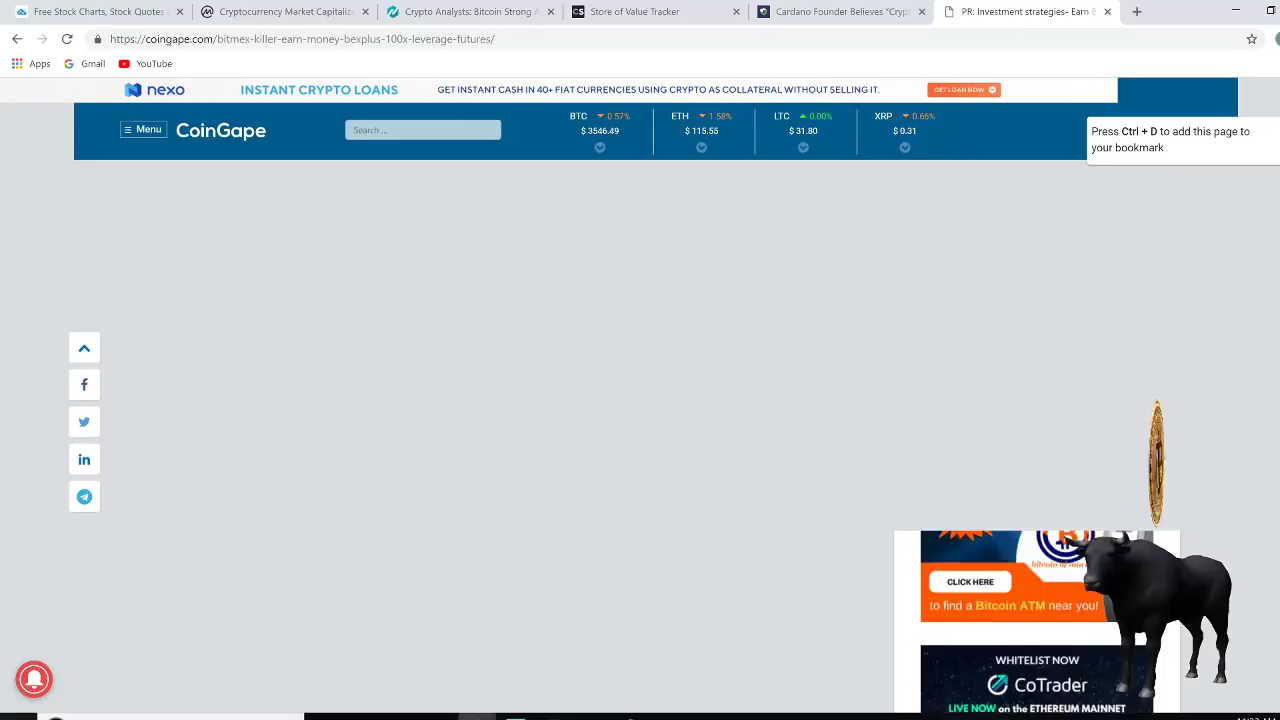 Free Stock Charts, Stock Quotes
Cryptocurrency Market Capitaliz
Crypto Analysts: Bitcoin Strong A
CS Store of Value Tracker
Cardano Founder Believes "Crypt
PR: Investment strategies- Earn B
https://coingape.com/bitmex-killer-earn-money-bexplus-100x-leverage-futures/
Apps Gmail YouTube
nexo INSTANT CRYPTO LOANS GET INSTANT CASH IN 40+ FIAT CURRENCIES USING CRYPTO AS COLLATERAL WITHOUT SELLING IT. GET LOAN NOW
Menu CoinGape Search ...
BTC 0.57%
$ 3546.49
ETH 1.58%
$ 115.55
LTC 0.00%
$ 31.80
XRP 0.66%
$ 0.31
Press Ctrl + D to add this page to
your bookmark
CLICK HERE
to find a Bitcoin ATM near you!
WHITELIST NOW
CoTrader
LIVE NOW on the ETHEREUM MAINNET